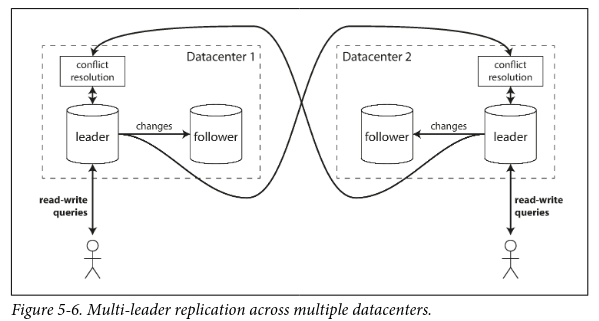 Datacenter 1
conflict
resolution
leader
changes
follower
read-write
queries
Datacenter 2
conflict
resolution
follower
changes
leader
read-write
queries
Figure 5-6. Multi-leader replication across multiple datacenters.